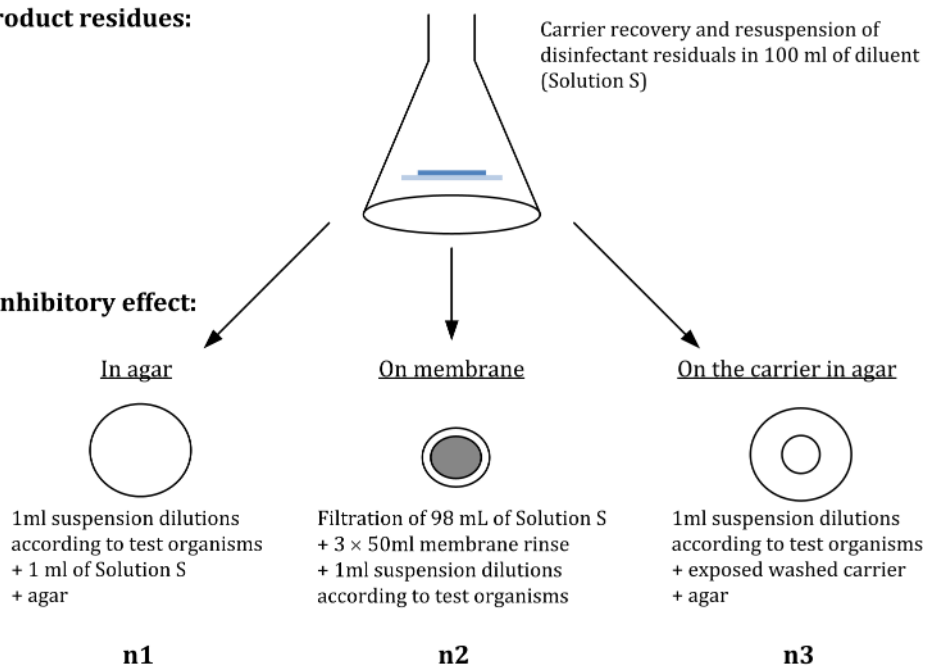 roduct residues:
Carrier recovery and resuspension of
disinfectant residuals in 100 ml of diluent
(Solution S)
nhibitory effect:
In agar
On membrane
On the carrier in agar
1ml suspension dilutions
according to test organisms
+ 1 ml of Solution S
+ agar
Filtration of 98 mL of Solution S
+ 3 × 50ml membrane rinse
+ 1ml suspension dilutions
according to test organisms
1ml suspension dilutions
according to test organisms
+ exposed washed carrier
+ agar
n1
n2
n3